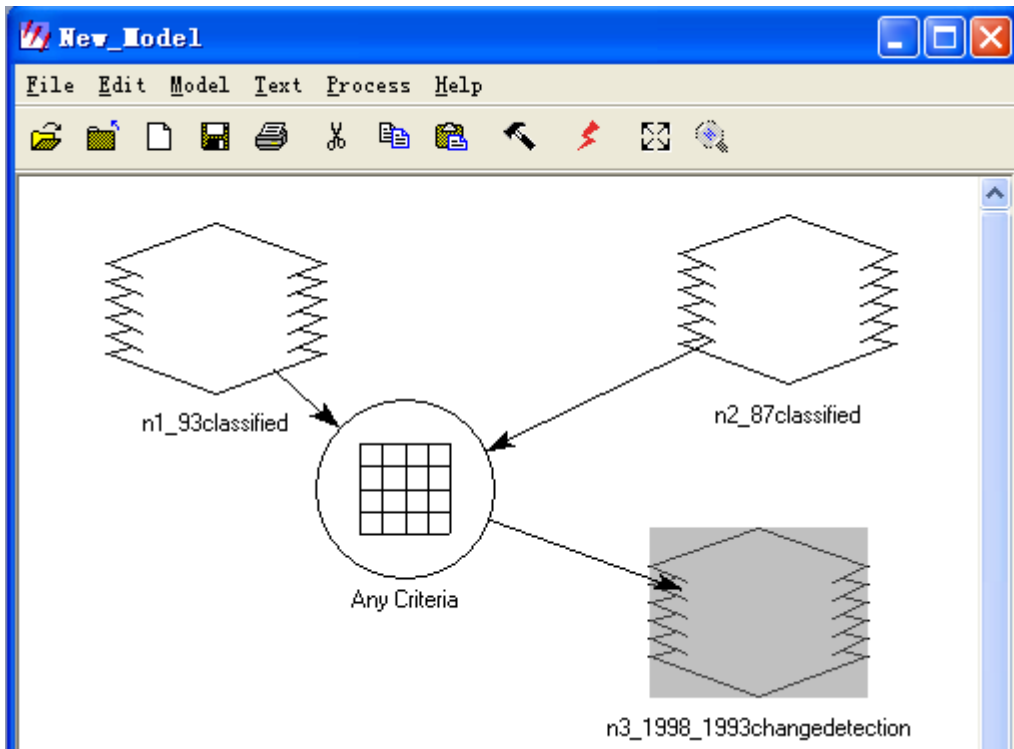 New_Model
File Edit Model Text Process Help
n1_93classified
n2_87classified
Any Criteria
n3_1998_1993changedetection